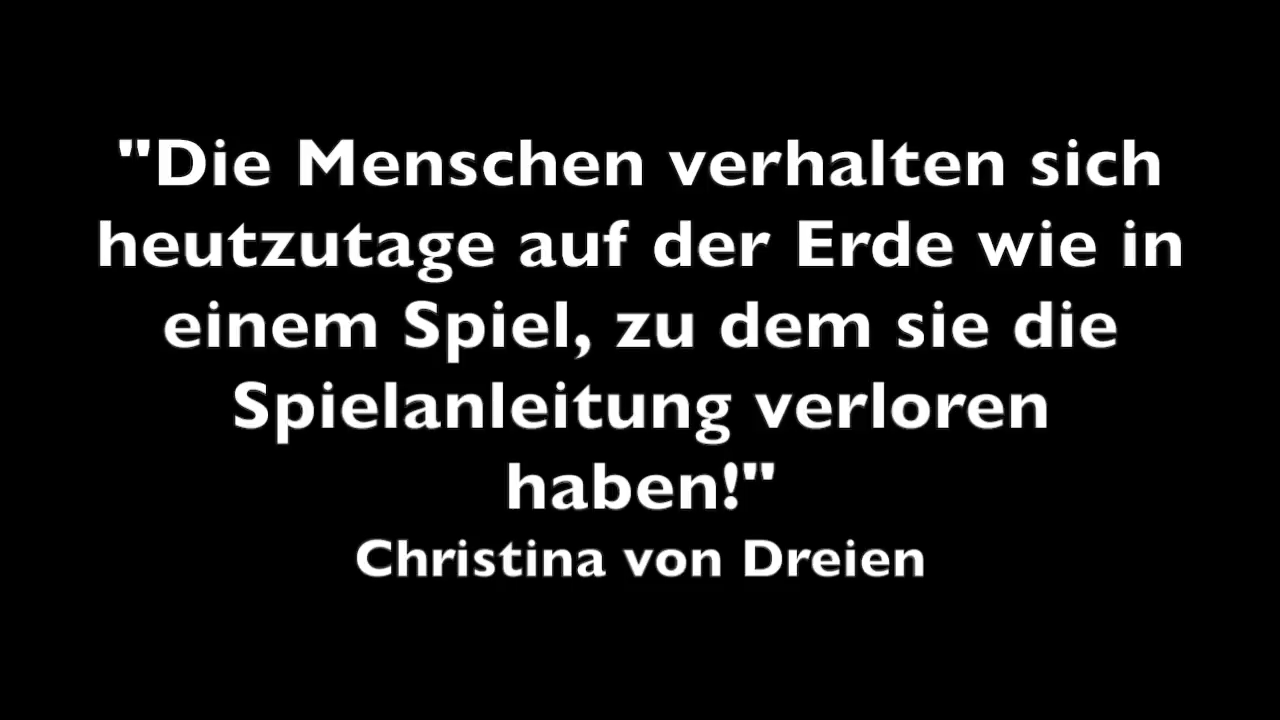 "Die Menschen verhalten sich
heutzutage auf der Erde wie in
einem Spiel, zu dem sie die
Spielanleitung verloren
haben!"
Christina von Dreien